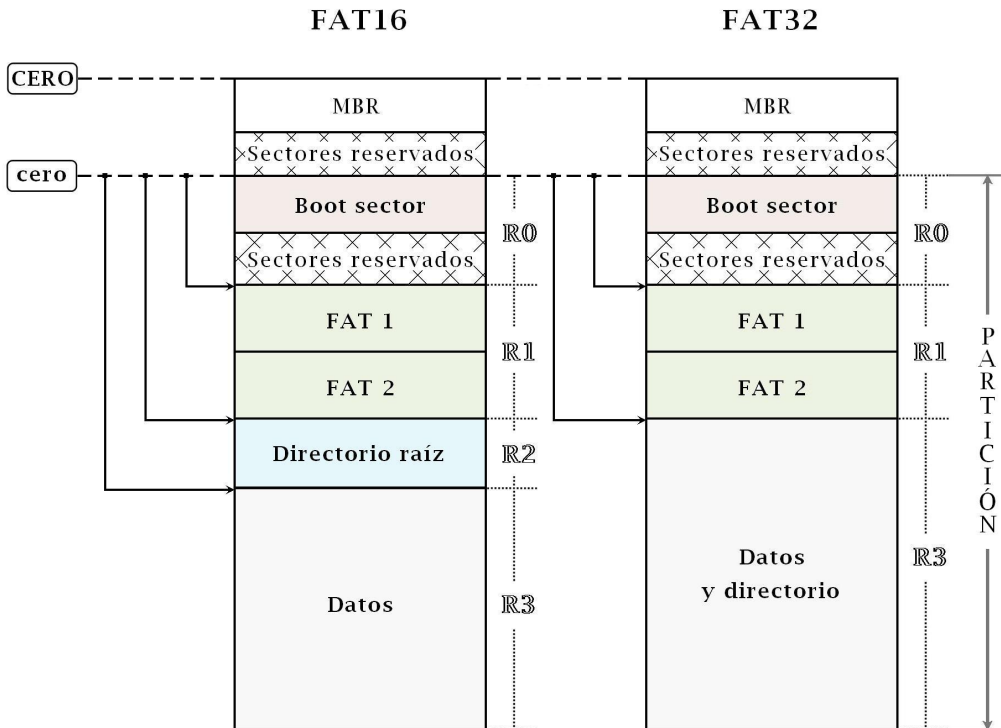 FAT16
FAT32
CERO
MBR
MBR
Sectores reservados
Sectores reservados
cero
Boot sector
R0
Boot sector
R0
Sectores reservados
Sectores reservados
FAT 1
R1
FAT 1
R1
FAT 2
FAT 2
Directorio raíz
R2
Datos
R3
Datos
y directorio
R3
PARTICIÓN